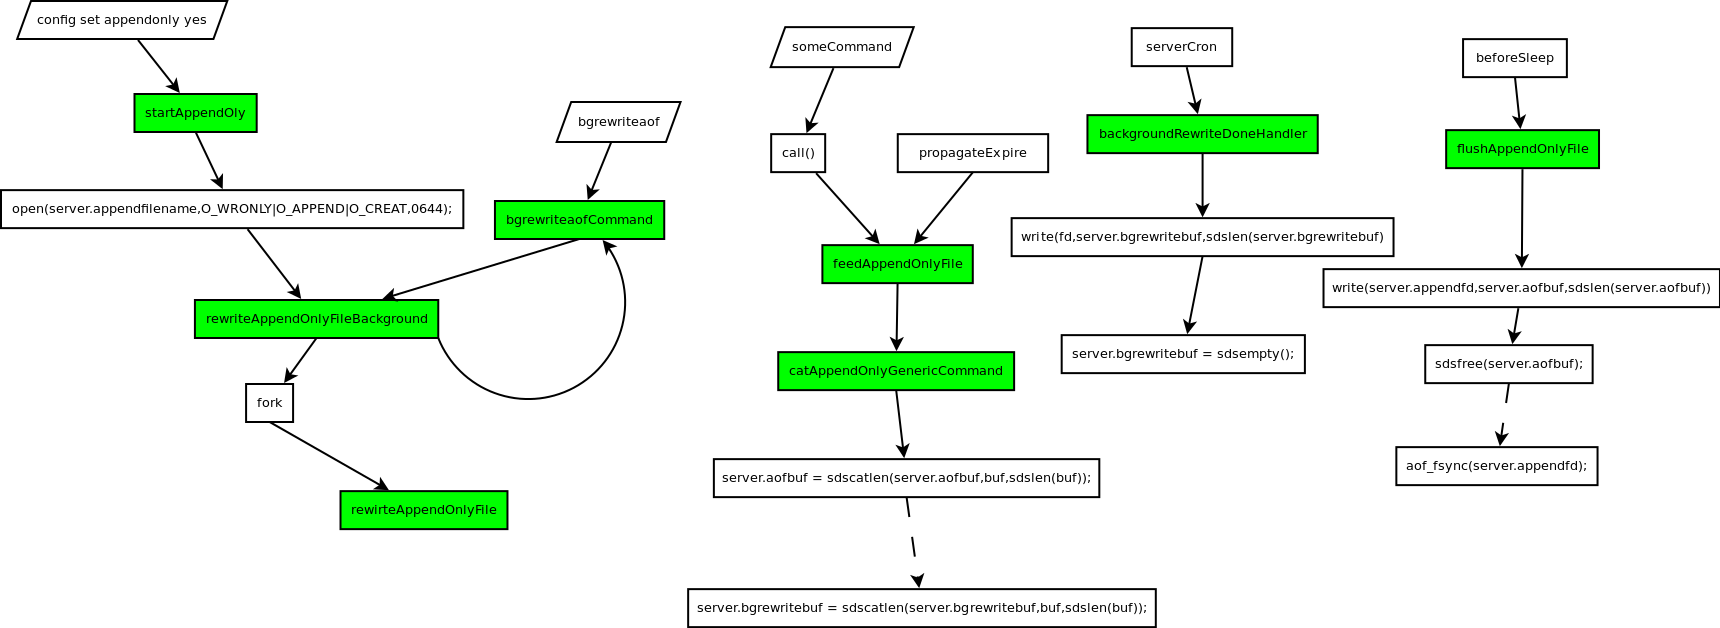 config set appendonly yes
startAppendOly
open(server.appendfilename,O_WRONLY|O_APPEND|O_CREAT,0644);
bgrewriteaof
bgrewriteaofCommand
rewriteAppendOnlyFileBackground
fork
rewirteAppendOnlyFile
someCommand
call()
propagateExpire
feedAppendOnlyFile
catAppendOnlyGenericCommand
server.aofbuf = sdscatlen(server.aofbuf,buf,sdslen(buf));
server.bgrewritebuf = sdscatlen(server.bgrewritebuf,buf,sdslen(buf));
serverCron
backgroundRewriteDoneHandler
write(fd,server.bgrewritebuf,sdslen(server.bgrewritebuf)
server.bgrewritebuf = sdsempty();
beforeSleep
flushAppendOnlyFile
write(server.appendfd,server.aofbuf,sdslen(server.aofbuf))
sdsfree(server.aofbuf);
aof_fsync(server.appendfd);